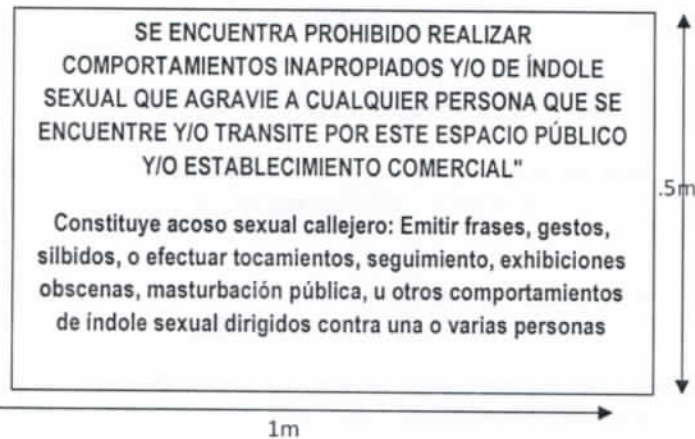 SE ENCUENTRA PROHIBIDO REALIZAR
COMPORTAMIENTOS INAPROPIADOS Y/O DE ÍNDOLE
SEXUAL QUE AGRAVIE A CUALQUIER PERSONA QUE SE
ENCUENTRE Y/O TRANSITE POR ESTE ESPACIO PÚBLICO
Y/O ESTABLECIMIENTO COMERCIAL"
Constituye acoso sexual callejero: Emitir frases, gestos,
silbidos, o efectuar tocamientos, seguimiento, exhibiciones
obscenas, masturbación pública, u otros comportamientos
de índole sexual dirigidos contra una o varias personas
.5m
1m